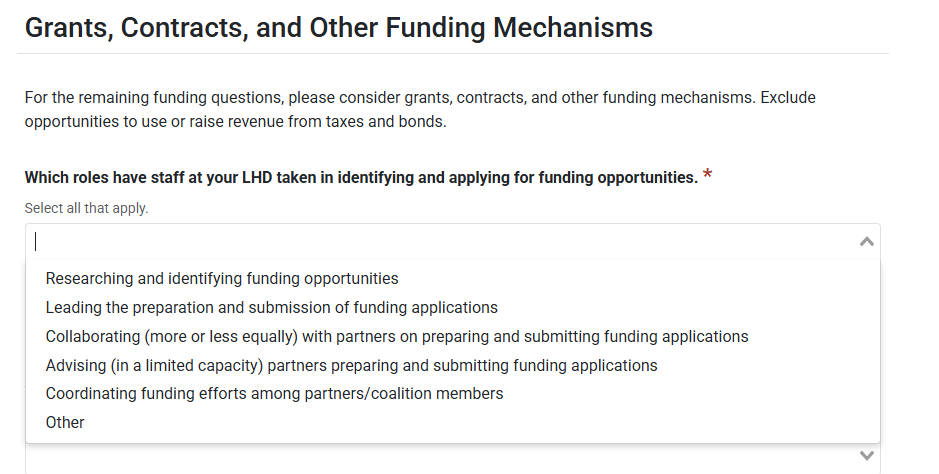 Grants, Contracts, and Other Funding Mechanisms
For the remaining funding questions, please consider grants, contracts, and other funding mechanisms. Exclude
opportunities to use or raise revenue from taxes and bonds.
Which roles have staff at your LHD taken in identifying and applying for funding opportunities. *
Select all that apply.
Researching and identifying funding opportunities
Leading the preparation and submission of funding applications
Collaborating (more or less equally) with partners on preparing and submitting funding applications
Advising (in a limited capacity) partners preparing and submitting funding applications
Coordinating funding efforts among partners/coalition members
Other